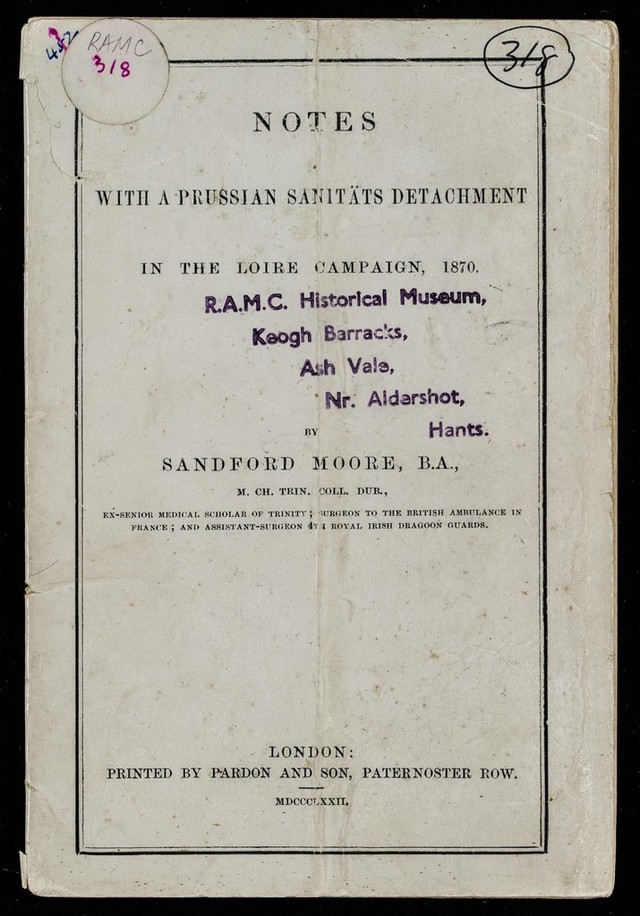 RAMC
318
318
NOTES
WITH A PRUSSIAN SANITÄTS DETACHMENT
IN THE LOIRE CAMPAIGN, 1870.
R.A.M.C. Historical Museum,
Keogh Barracks,
Ash Vale,
Nr. Aldershot,
Hants.
BY
SANDFORD MOORE, B.A.,
M. CH. TRIN. COLL. DUB.,
EX-SENIOR MEDICAL SCHOLAR OF TRINITY; SURGEON TO THE BRITISH AMBULANCE IN
FRANCE; AND ASSISTANT-SURGEON 4TH ROYAL IRISH DRAGOON GUARDS.
LONDON:
PRINTED BY PARDON AND SON, PATERNOSTER ROW.
MDCCCLXXII.